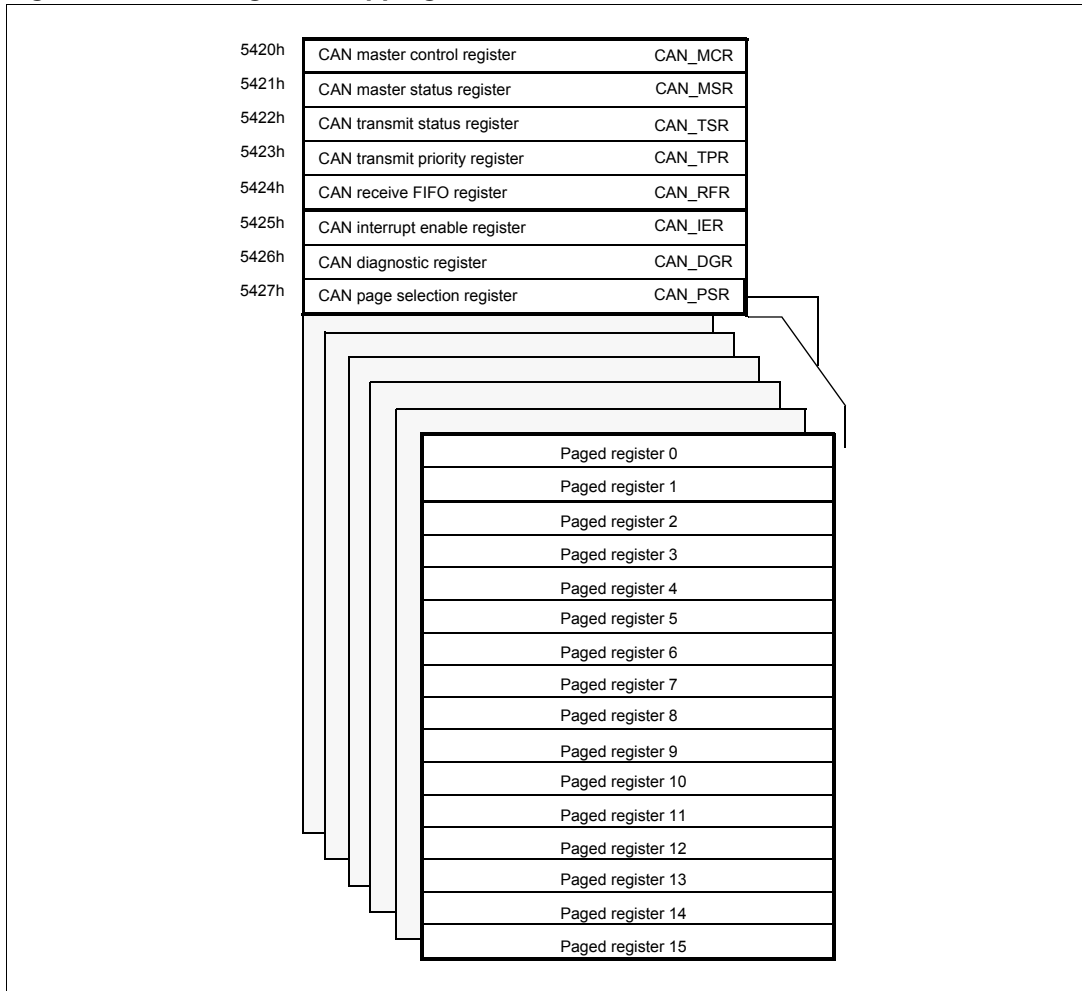 5420h CAN master control register CAN_MCR
5421h CAN master status register CAN_MSR
5422h CAN transmit status register CAN_TSR
5423h CAN transmit priority register CAN_TPR
5424h CAN receive FIFO register CAN_RFR
5425h CAN interrupt enable register CAN_IER
5426h CAN diagnostic register CAN_DGR
5427h CAN page selection register CAN_PSR
Paged register 0
Paged register 1
Paged register 2
Paged register 3
Paged register 4
Paged register 5
Paged register 6
Paged register 7
Paged register 8
Paged register 9
Paged register 10
Paged register 11
Paged register 12
Paged register 13
Paged register 14
Paged register 15